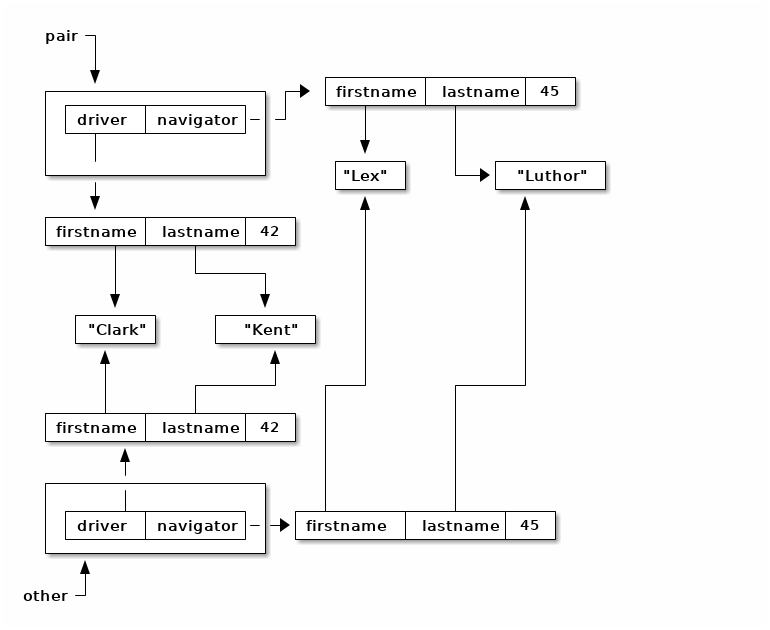 pair
firstname lastname 45
driver navigator
"Lex" "Luthor"
firstname lastname 42
"Clark" "Kent"
firstname lastname 42
driver navigator
firstname lastname 45
other